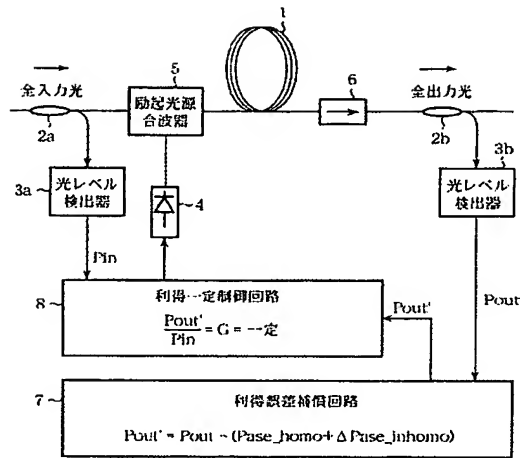 1
5
6
全入力光
励起光源
合波器
全出力光
2a
2b
3a
光レベル
検出器
4
3b
光レベル
検出器
Pin
Pout
8
利得一定制御回路
Pout'/Pin = G = 一定
Pout'
7
利得誤差補償回路
Pout' = Pout - (Pase_homo + Δ Pase_inhomo)